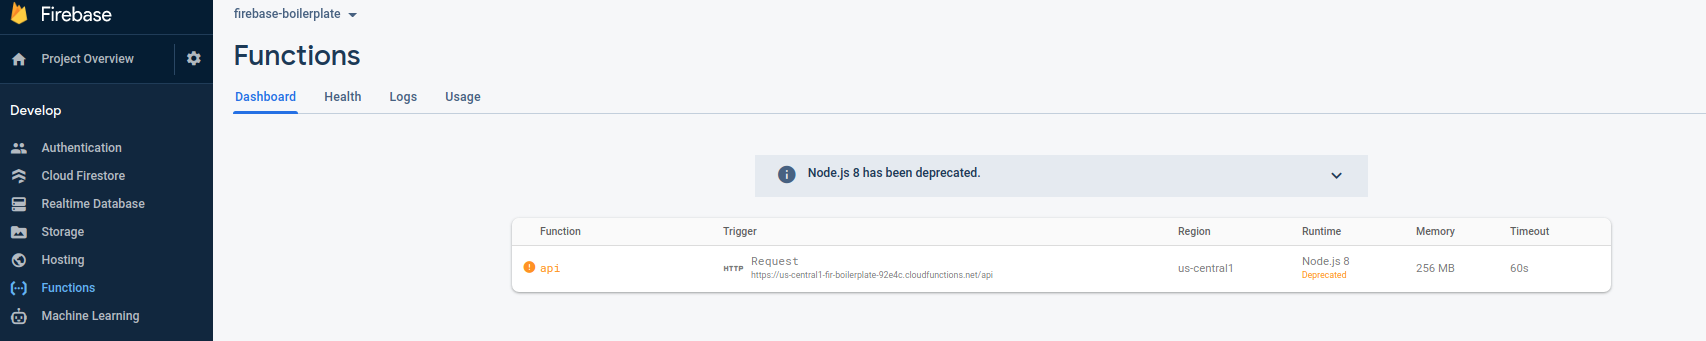 Firebase
Project Overview
Develop
Authentication
Cloud Firestore
Realtime Database
Storage
Hosting
Functions
Machine Learning
firebase-boilerplate
Functions
Dashboard Health Logs Usage
Node.js 8 has been deprecated.
Function Trigger Region Runtime Memory Timeout
api HTTP Request us-central1 Node.js 8 256 MB 60s
https://us-central1-fir-boilerplate-92e4c.cloudfunctions.net/api Deprecated